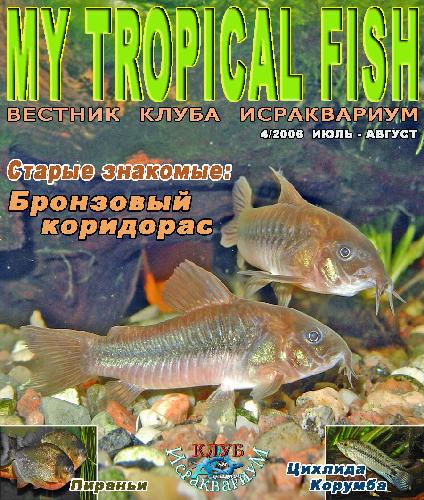 MY TROPICAL FISH
ВЕСТНИК КЛУБА ИСРАКВАРИУМ
4/2006 ИЮЛЬ - АВГУСТ
Старые знакомые:
Бронзовый
коридорас
Пираньи
КЛУБ
ИсраквариуМ
Цихлида
Корумба